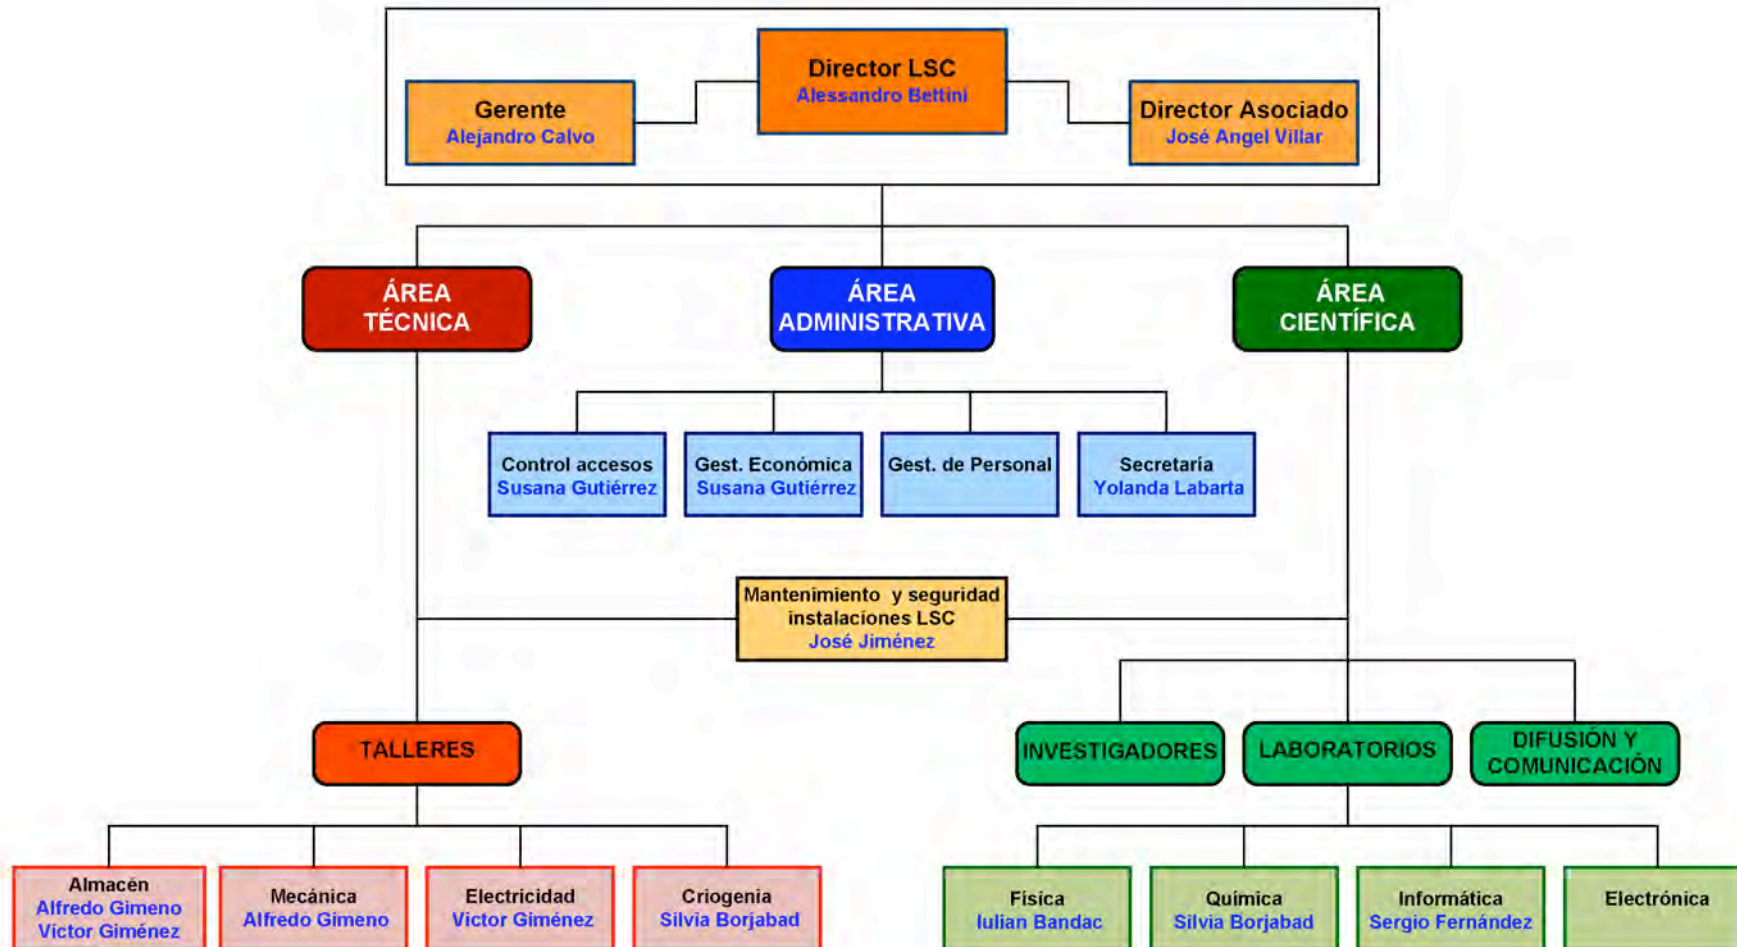 Director LSC
Alessandro Bettini
Gerente
Alejandro Calvo
Director Asociado
José Angel Villar
ÁREA
TÉCNICA
ÁREA
ADMINISTRATIVA
ÁREA
CIENTÍFICA
Control accesos
Susana Gutiérrez
Gest. Económica
Susana Gutiérrez
Gest. de Personal
Secretaría
Yolanda Labarta
Mantenimiento y seguridad
instalaciones LSC
José Jiménez
TALLERES
INVESTIGADORES
LABORATORIOS
DIFUSIÓN Y
COMUNICACIÓN
Almacén
Alfredo Gimeno
Victor Giménez
Mecánica
Alfredo Gimeno
Electricidad
Victor Giménez
Criogenia
Silvia Borjabad
Física
Iulian Bandac
Química
Silvia Borjabad
Informática
Sergio Fernández
Electrónica